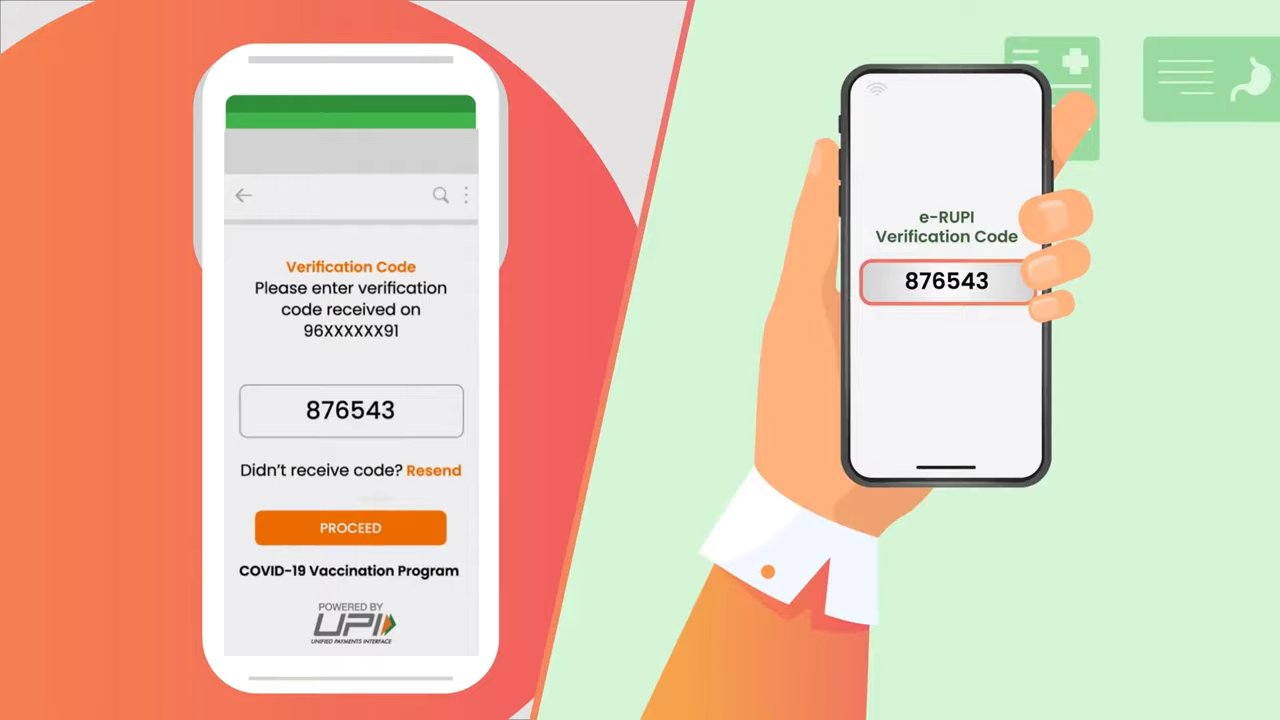 Verification Code
Please enter verification
code received on
96XXXXXX91
876543
Didn't receive code? Resend
PROCEED
COVID-19 Vaccination Program
POWERED BY
UPI
UNIFIED PAYMENTS INTERFACE
e-RUPI
Verification Code
876543